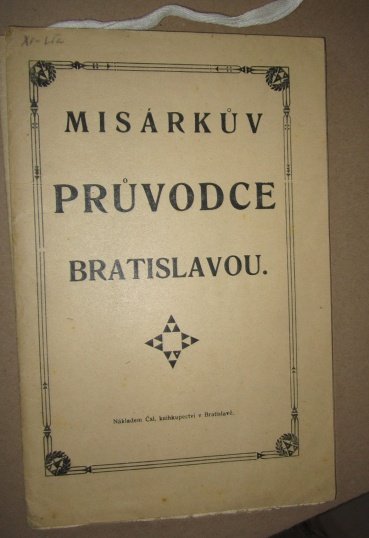 MISÁRKŮV
PRŮVODCE
BRATISLAVOU.
Nákladem Čsl. knihkupectví v Bratislavě.